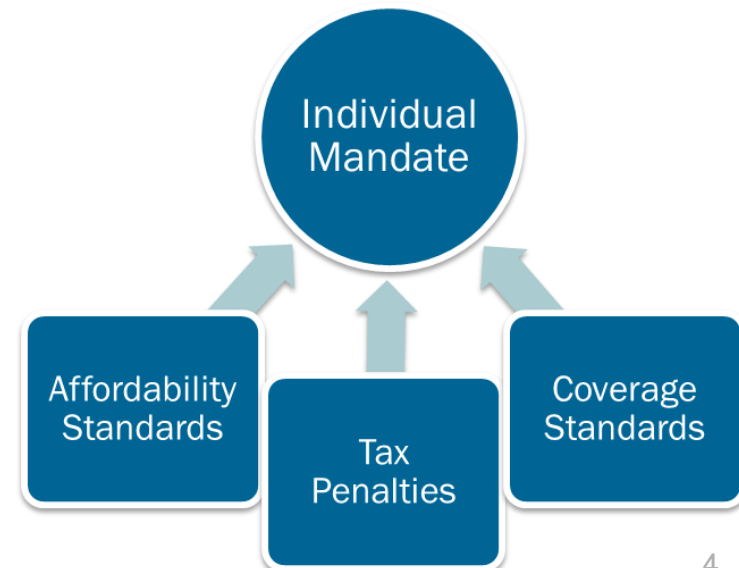 Individual
Mandate
Affordability
Standards
Tax
Penalties
Coverage
Standards
4